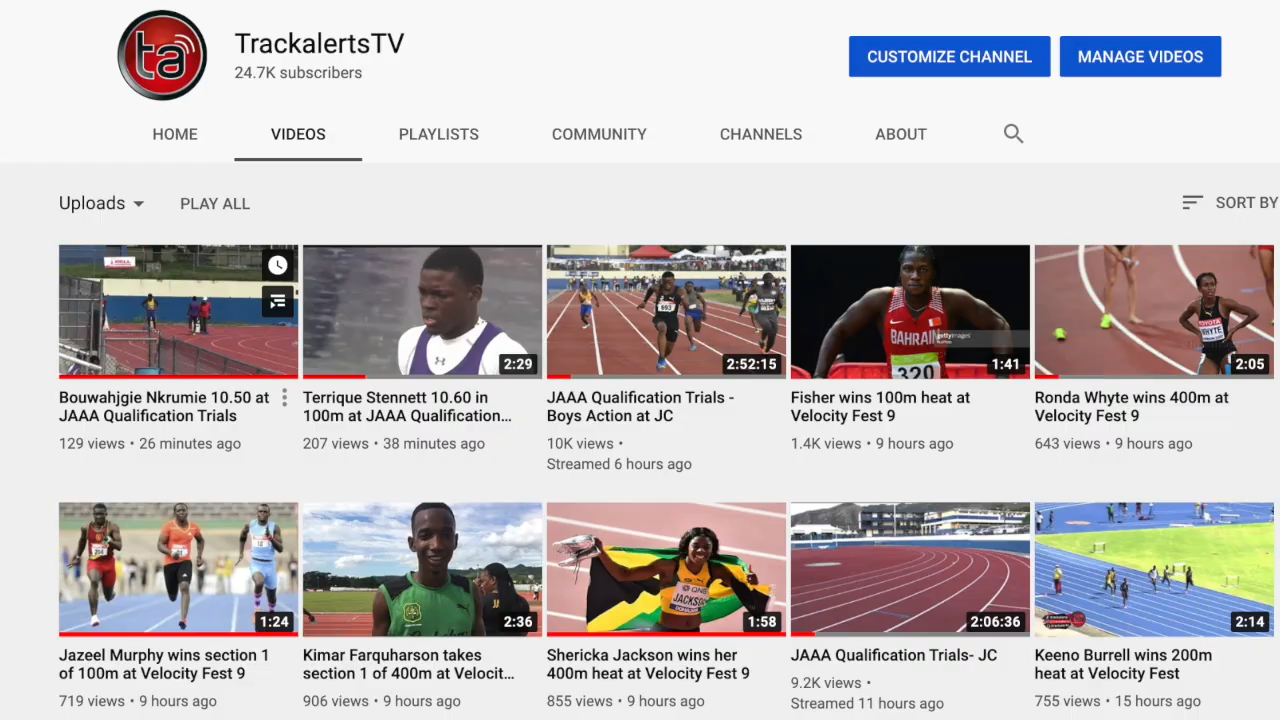 ta
TrackalertsTV
24.7K subscribers
CUSTOMIZE CHANNEL
MANAGE VIDEOS
HOME
VIDEOS
PLAYLISTS
COMMUNITY
CHANNELS
ABOUT
Uploads
PLAY ALL
SORT BY
2:29
693
2:52:15
BAHRAIN
320
gettyimages
1:41
TOYOTA
WHYTE
2:05
Bouwahjgie Nkrumie 10.50 at
JAAA Qualification Trials
129 views • 26 minutes ago
Terrique Stennett 10.60 in
100m at JAAA Qualification...
207 views • 38 minutes ago
JAAA Qualification Trials -
Boys Action at JC
10K views •
Streamed 6 hours ago
Fisher wins 100m heat at
Velocity Fest 9
1.4K views • 9 hours ago
Ronda Whyte wins 400m at
Velocity Fest 9
643 views • 9 hours ago
1:24
2:36
QNB
JACKSON
1:58
2:06:36
2:14
Jazeel Murphy wins section 1
of 100m at Velocity Fest 9
719 views • 9 hours ago
Kimar Farquharson takes
section 1 of 400m at Velocit...
906 views • 9 hours ago
Shericka Jackson wins her
400m heat at Velocity Fest 9
855 views • 9 hours ago
JAAA Qualification Trials- JC
9.2K views •
Streamed 11 hours ago
Keeno Burrell wins 200m
heat at Velocity Fest
755 views • 15 hours ago